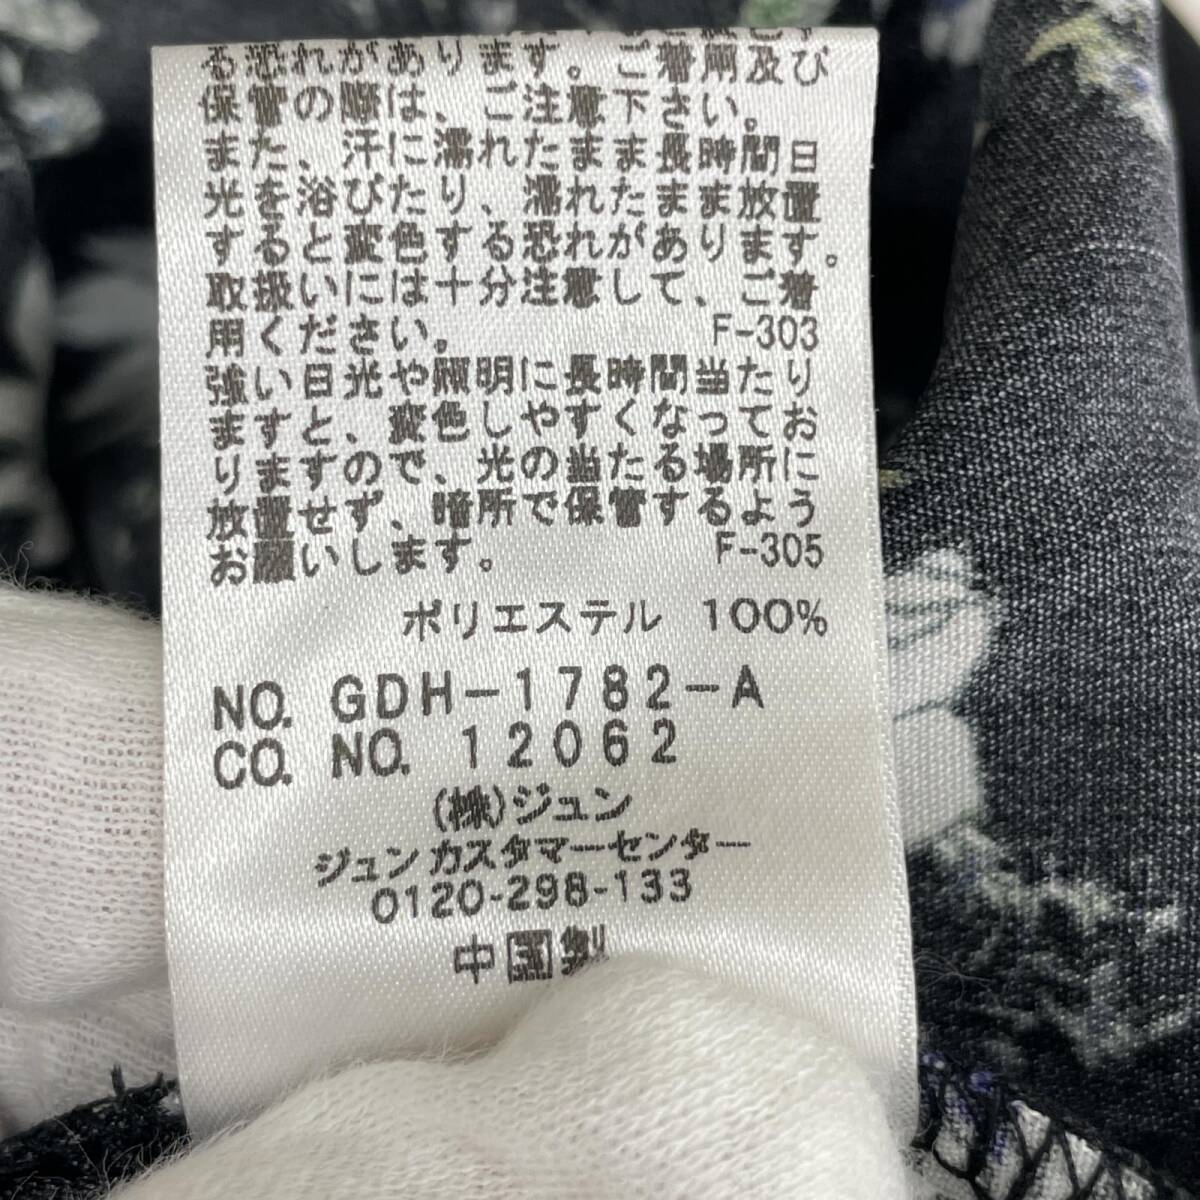 る恐れがあります。ご着用及び
保管の際は、ご注意下さい。
また、汗に濡れたまま長時間日
光を浴びたり、濡れたまま放置
すると変色する恐れがあります。
取扱いには十分注意して、ご着
用ください。 F-303
強い日光や照明に長時間当たり
ますと、変色しやすくなってお
りますので、光の当たる場所に
放置せず、暗所で保管するよう
お願いします。 F-305
ポリエステル 100%
NO. GDH-1782-A
CO. NO. 12062
(株)ジュン
ジュンカスタマーセンター
0120-298-133
中国製